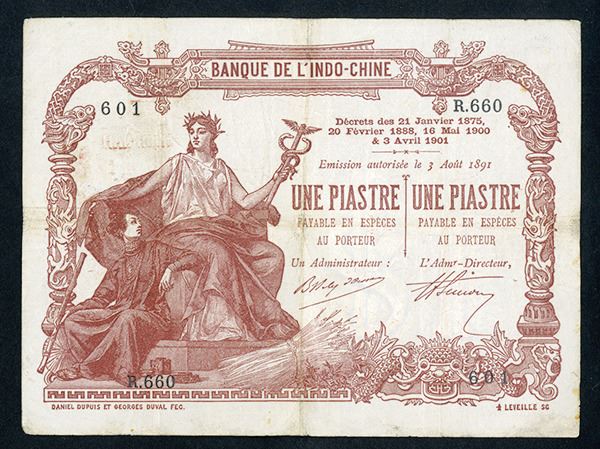 BANQUE DE L'INDO-CHINE
601
R.660
Décrets des 21 Janvier 1875,
20 Février 1888, 16 Mai 1900
& 3 Avril 1901
Emission autorisée le 3 Août 1891
UNE PIASTRE
PAYABLE EN ESPÈCES
AU PORTEUR
Un Administrateur :
UNE PIASTRE
PAYABLE EN ESPÈCES
AU PORTEUR
L'Admr-Directeur,
R.660
601
DANIEL DUPUIS ET GEORGES DUVAL FEC.
LEVEILLE SC